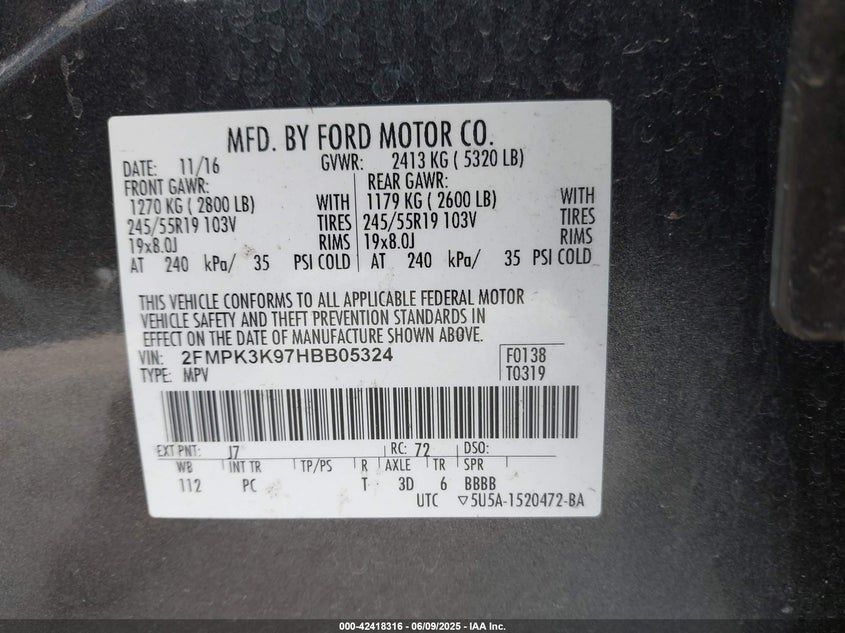 MFD. BY FORD MOTOR CO.
DATE: 11/16 GVWR: 2413 KG ( 5320 LB)
FRONT GAWR: REAR GAWR:
1270 KG ( 2800 LB) WITH 1179 KG ( 2600 LB) WITH
245/55R19 103V TIRES 245/55R19 103V TIRES
19x8.0J RIMS 19x8.0J RIMS
AT 240 kPa/ 35 PSI COLD AT 240 kPa/ 35 PSI COLD
THIS VEHICLE CONFORMS TO ALL APPLICABLE FEDERAL MOTOR
VEHICLE SAFETY AND THEFT PREVENTION STANDARDS IN
EFFECT ON THE DATE OF MANUFACTURE SHOWN ABOVE.
VIN: 2FMPK3K97HBB05324 F0138
TYPE: MPV T0319
EXT PNT: J7 RC: 72 DSO:
WB INT TR TP/PS R AXLE TR SPR
112 PC T 3D 6 BBBB
UTC ▽5U5A-1520472-BA
000-42418316 - 06/09/2025 - IAA Inc.